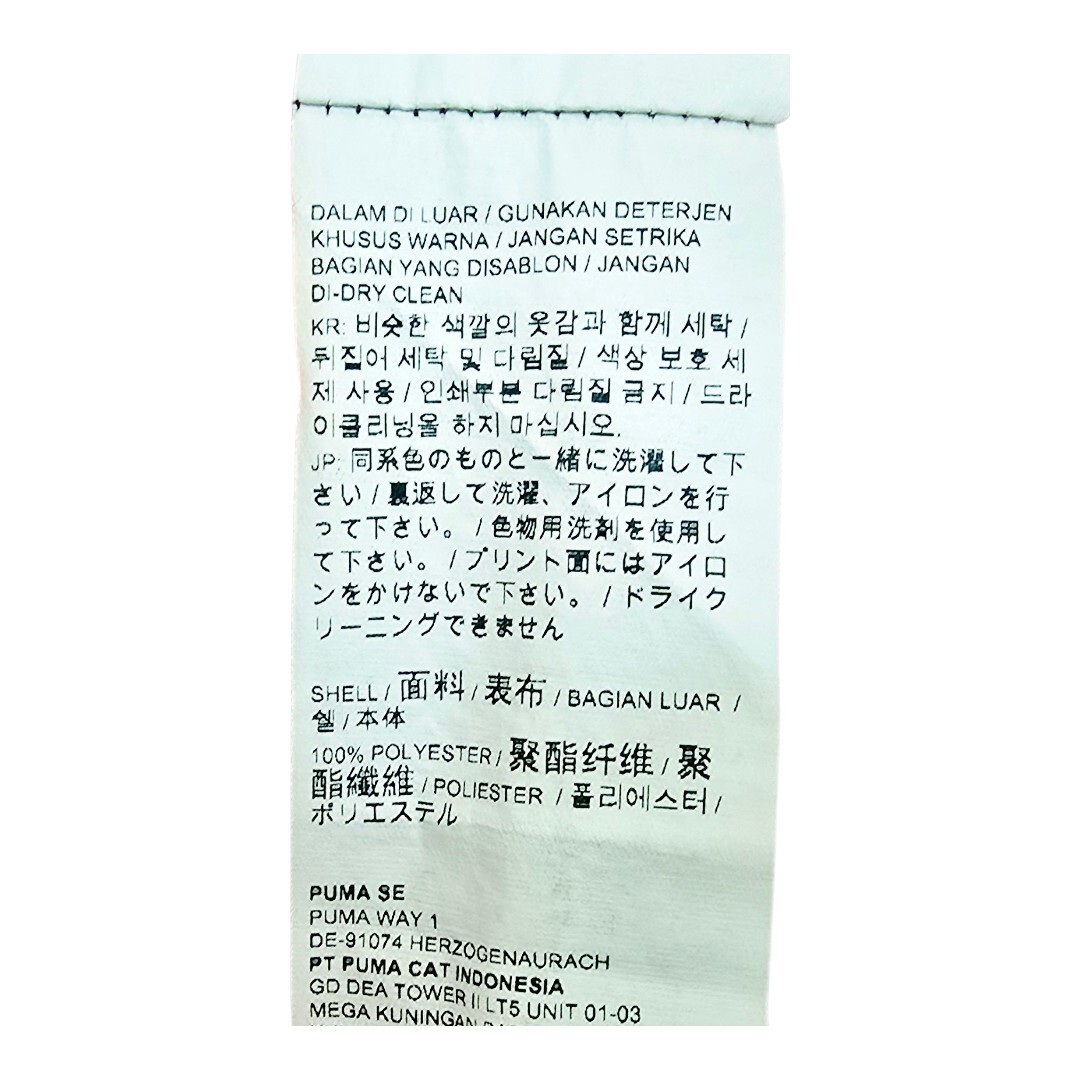 DALAM DI LUAR / GUNAKAN DETERJEN
KHUSUS WARNA / JANGAN SETRIKA
BAGIAN YANG DISABLON / JANGAN
DI-DRY CLEAN
KR: 비슷한 색깔의 옷감과 함께 세탁 /
뒤집어 세탁 및 다림질 / 색상 보호 세
제 사용 / 인쇄부분 다림질 금지 / 드라
이클리닝을 하지 마십시오.
JP: 同系色のものと一緒に洗濯して下
さい / 裏返して洗濯、アイロンを行
って下さい。 / 色物用洗剤を使用し
て下さい。 / プリント面にはアイロ
ンをかけないで下さい。 / ドライク
リーニングできません
SHELL / 面料 / 表布 / BAGIAN LUAR /
쉘 / 本体
100% POLYESTER / 聚酯纤维 / 聚
酯纖維 / POLIESTER / 폴리에스터 /
ポリエステル
PUMA SE
PUMA WAY 1
DE-91074 HERZOGENAURACH
PT PUMA CAT INDONESIA
GD DEA TOWER II LT5 UNIT 01-03
MEGA KUNINGAN